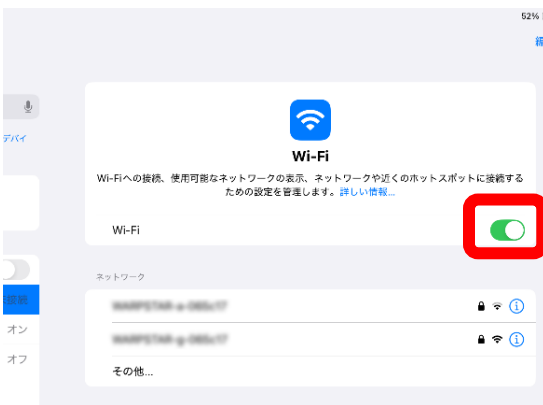 52%
編
デバイ
Wi-Fi
Wi-Fiへの接続、使用可能なネットワークの表示、ネットワークや近くのホットスポットに接続する
ための設定を管理します。詳しい情報...
Wi-Fi
ネットワーク
オン
オフ
その他...